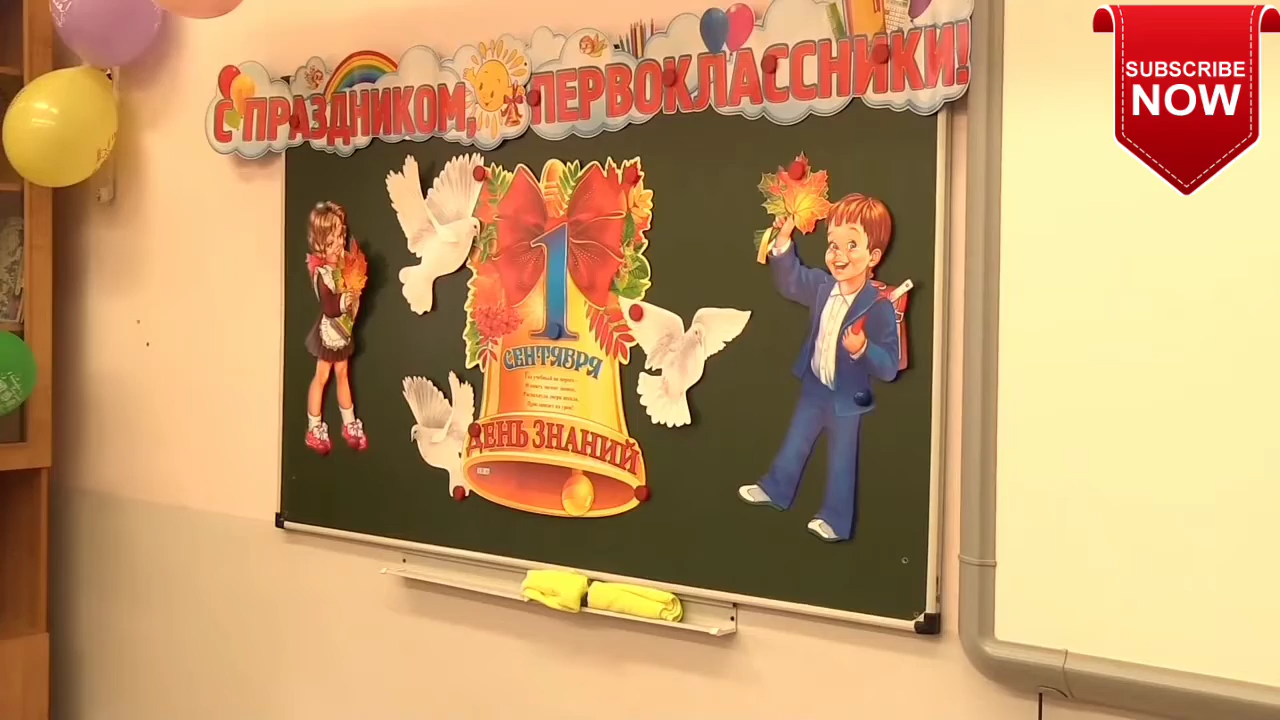 С ПРАЗДНИКОМ, ПЕРВОКЛАССНИКИ!
SUBSCRIBE
NOW
1
СЕНТЯБРЯ
ДЕНЬ ЗНАНИЙ